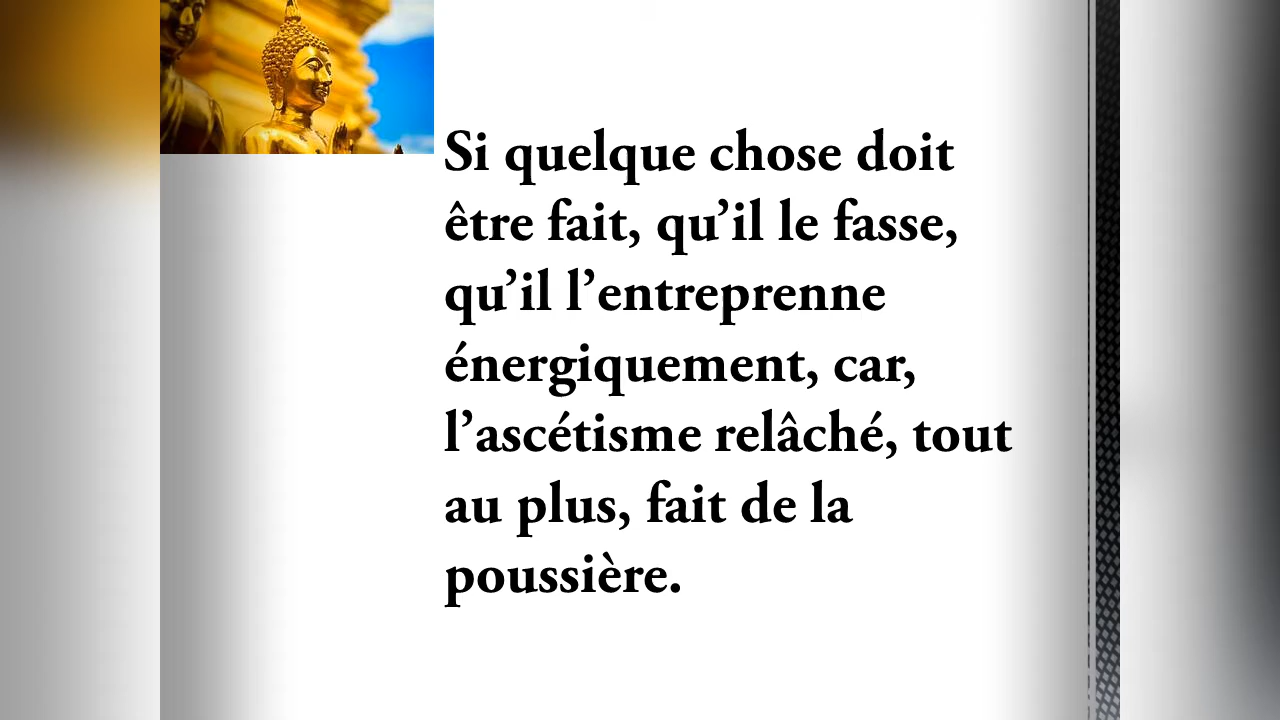 Si quelque chose doit
être fait, qu’il le fasse,
qu’il l’entreprenne
énergiquement, car,
l’ascétisme relâché, tout
au plus, fait de la
poussière.